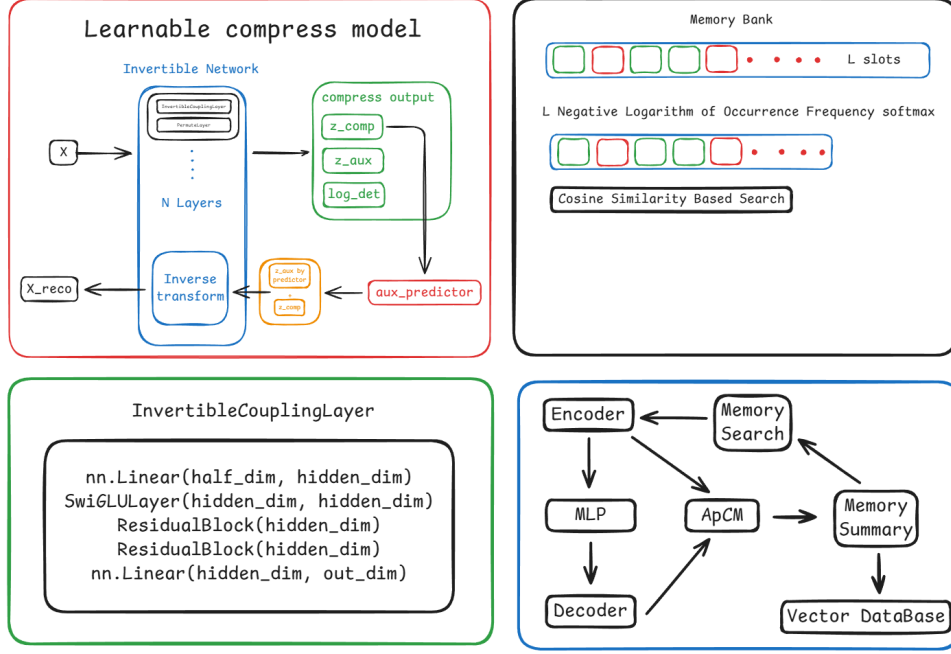 Learnable compress model
Invertible Network
InvertibleCouplingLayer
PermuteLayer
X
N Layers
compress output
z_comp
z_aux
log_det
X_reco
Inverse
transform
z_aux by
predictor
+
z_comp
aux_predictor
Memory Bank
L slots
L Negative Logarithm of Occurrence Frequency softmax
Cosine Similarity Based Search
InvertibleCouplingLayer
nn.Linear(half_dim, hidden_dim)
SwiGLULayer(hidden_dim, hidden_dim)
ResidualBlock(hidden_dim)
ResidualBlock(hidden_dim)
nn.Linear(hidden_dim, out_dim)
Encoder
Memory
Search
MLP
ApCM
Memory
Summary
Decoder
Vector DataBase